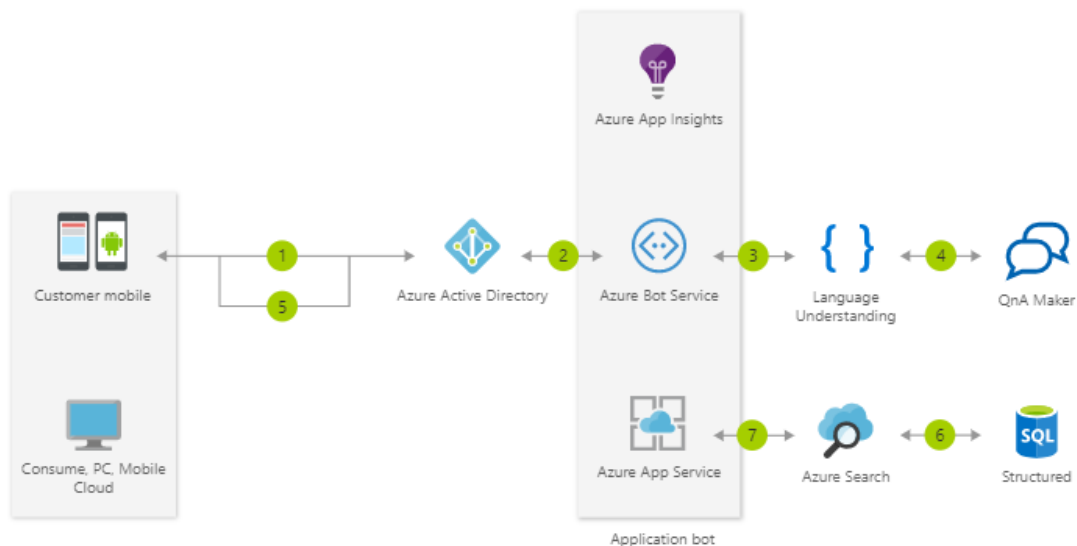 Azure App Insights
Customer mobile
1
5
Azure Active Directory
2
Azure Bot Service
3
Language
Understanding
4
QnA Maker
Consume, PC, Mobile
Cloud
Azure App Service
7
Azure Search
6
SQL
Structured
Application bot